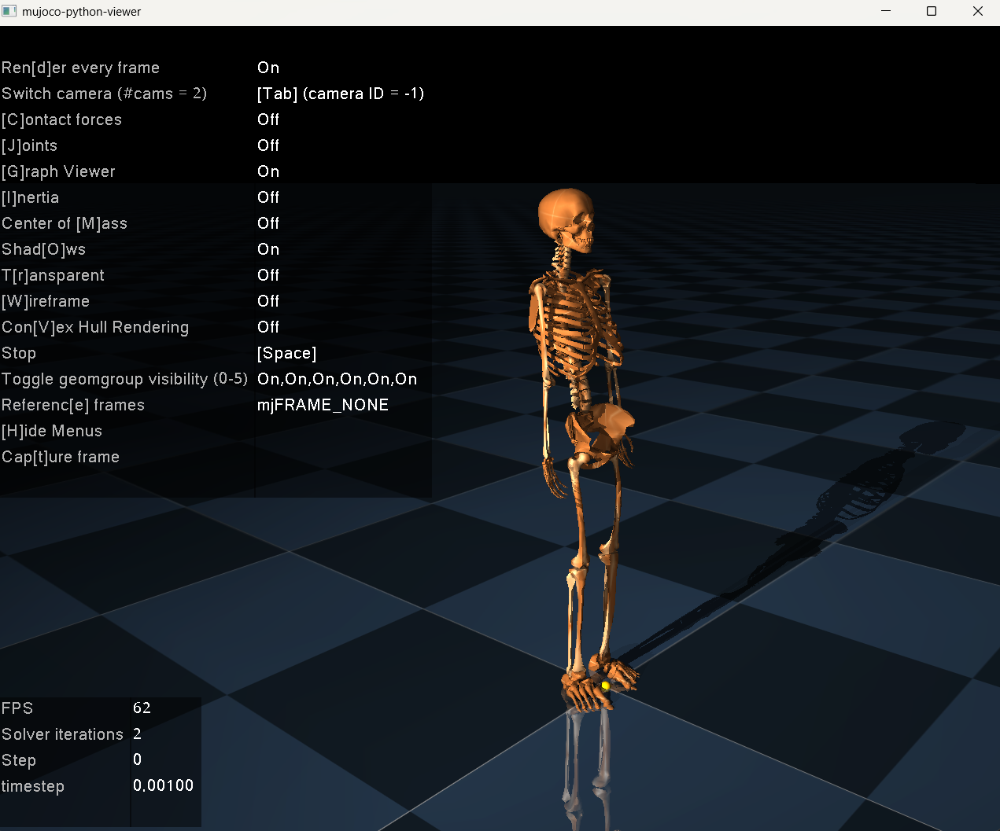 mujoco-python-viewer
Ren[d]er every frame On
Switch camera (#cams = 2) [Tab] (camera ID = -1)
[C]ontact forces Off
[J]oints Off
[G]raph Viewer On
[I]nertia Off
Center of [M]ass Off
Shad[O]ws On
T[r]ansparent Off
[W]ireframe Off
Con[V]ex Hull Rendering Off
Stop [Space]
Toggle geomgroup visibility (0-5) On,On,On,On,On,On
Referenc[e] frames mjFRAME_NONE
[H]ide Menus
Cap[t]ure frame
FPS 62
Solver iterations 2
Step 0
timestep 0.00100